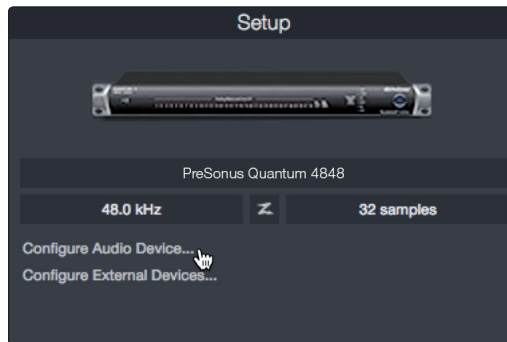 Setup
PreSonus Quantum 4848
48.0 kHz Z 32 samples
Configure Audio Device...
Configure External Devices...